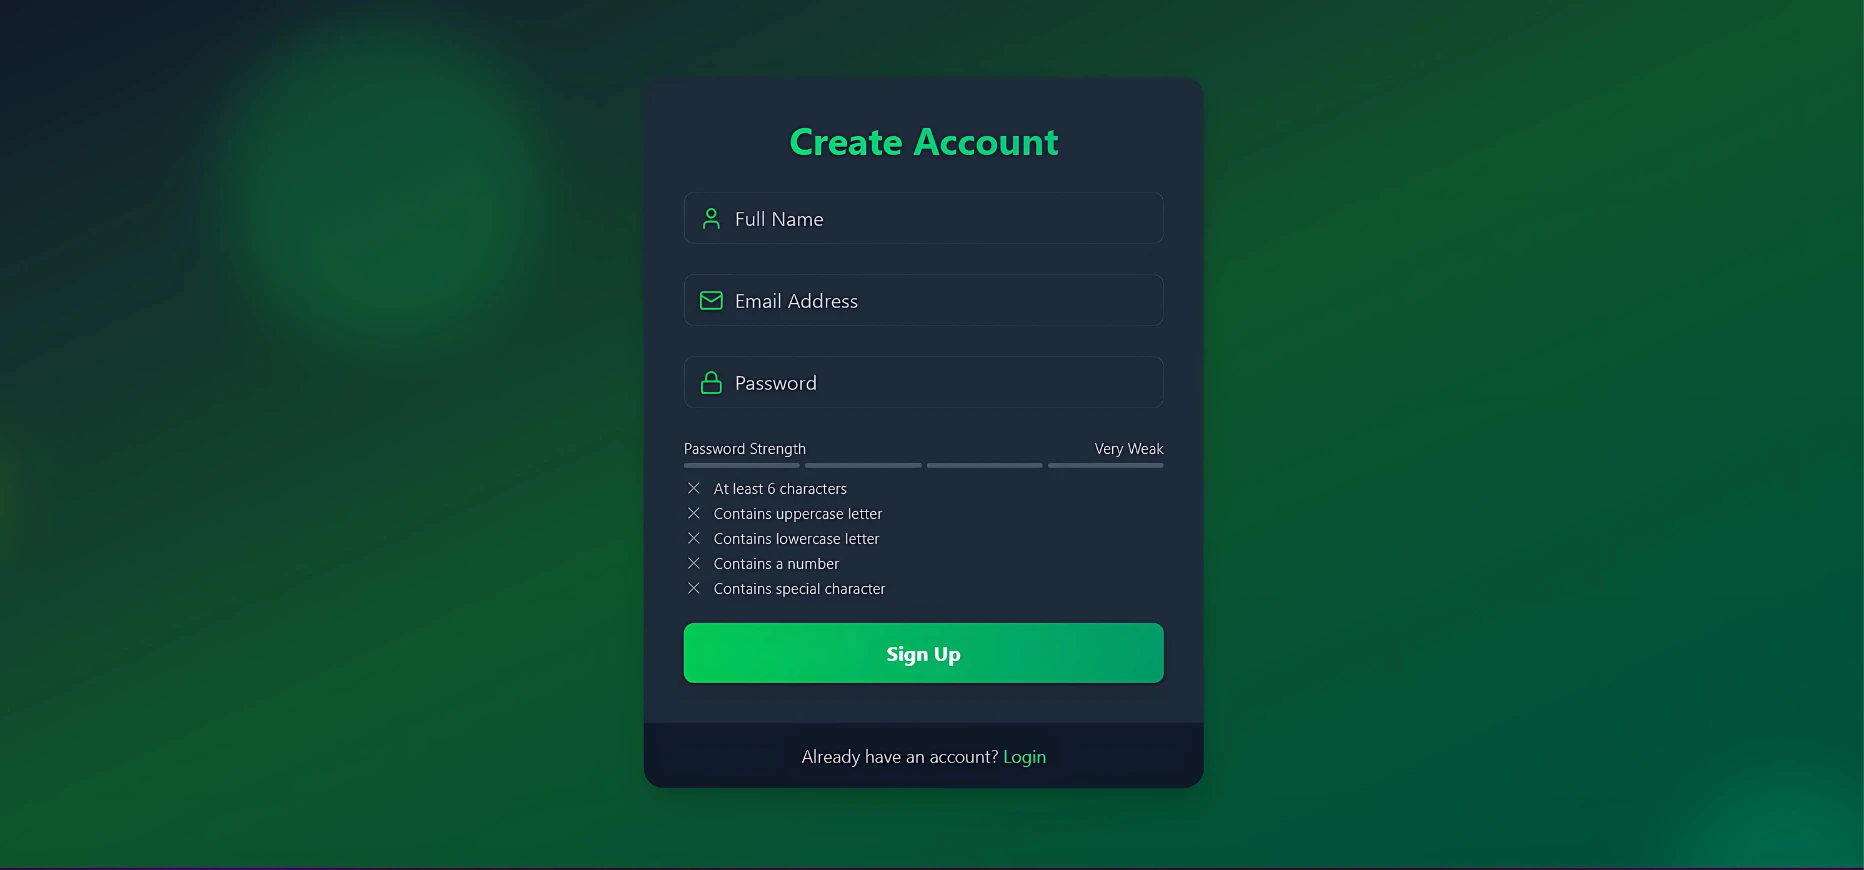 Create Account
Full Name
Email Address
Password
Password Strength Very Weak
At least 6 characters
Contains uppercase letter
Contains lowercase letter
Contains a number
Contains special character
Sign Up
Already have an account? Login